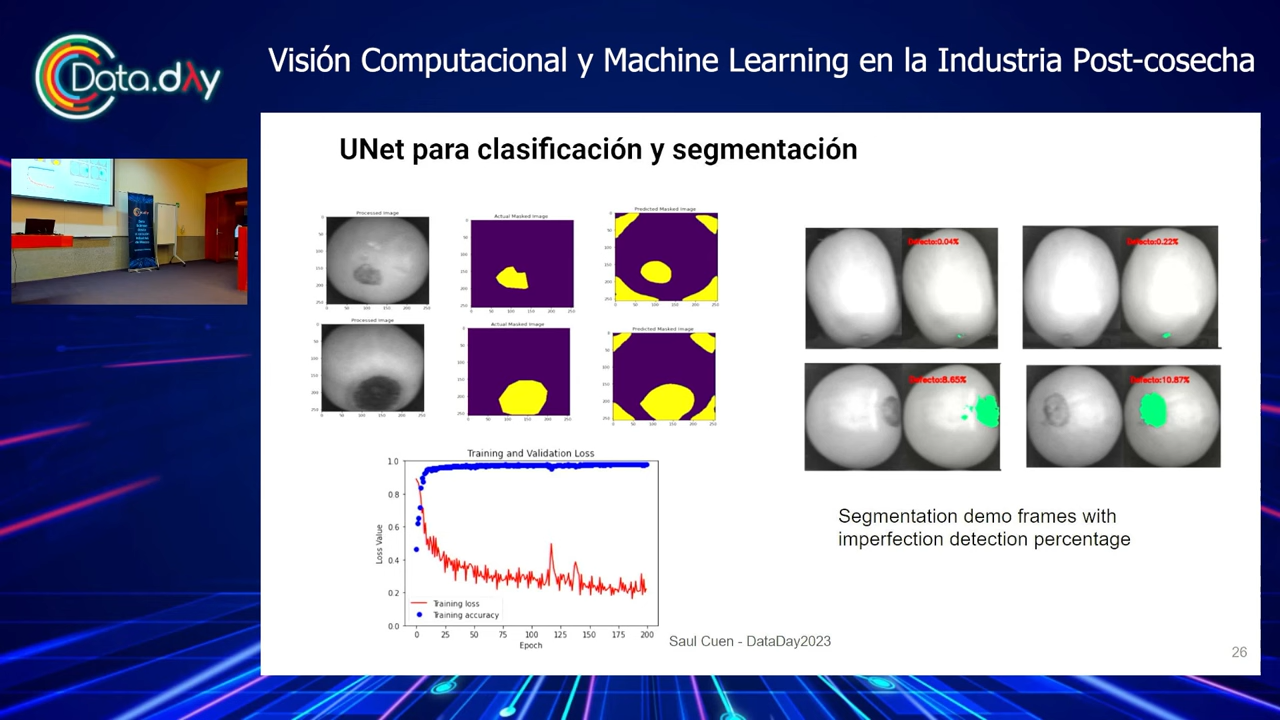 Data.dλy
Visión Computacional y Machine Learning en la Industria Post-cosecha
UNet para clasificación y segmentación
Processed Image
Actual Masked Image
Predicted Masked Image
Processed Image
Actual Masked Image
Predicted Masked Image
Defecto:0.04%
Defecto:0.22%
Defecto:8.65%
Defecto:10.87%
Training and Validation Loss
Loss Value
1.0
0.8
0.6
0.4
0.2
0.0
Training loss
Training accuracy
0 25 50 75 100 125 150 175 200
Epoch
Segmentation demo frames with
imperfection detection percentage
Saul Cuen - DataDay2023
26